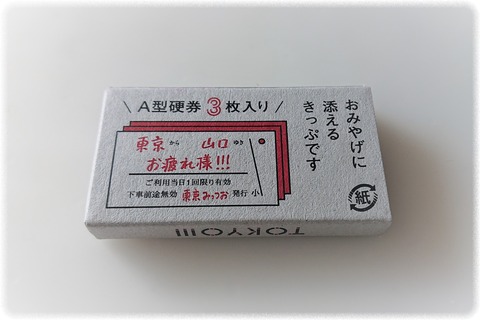 \ A型硬券3枚入り /
東京から 山口ゆき
お疲れ様!!!
ご利用当日1回限り有効
下車前途無効 東京みつお発行 小
おみやげに
添える
きっぷです
紙
TOKYO!!!